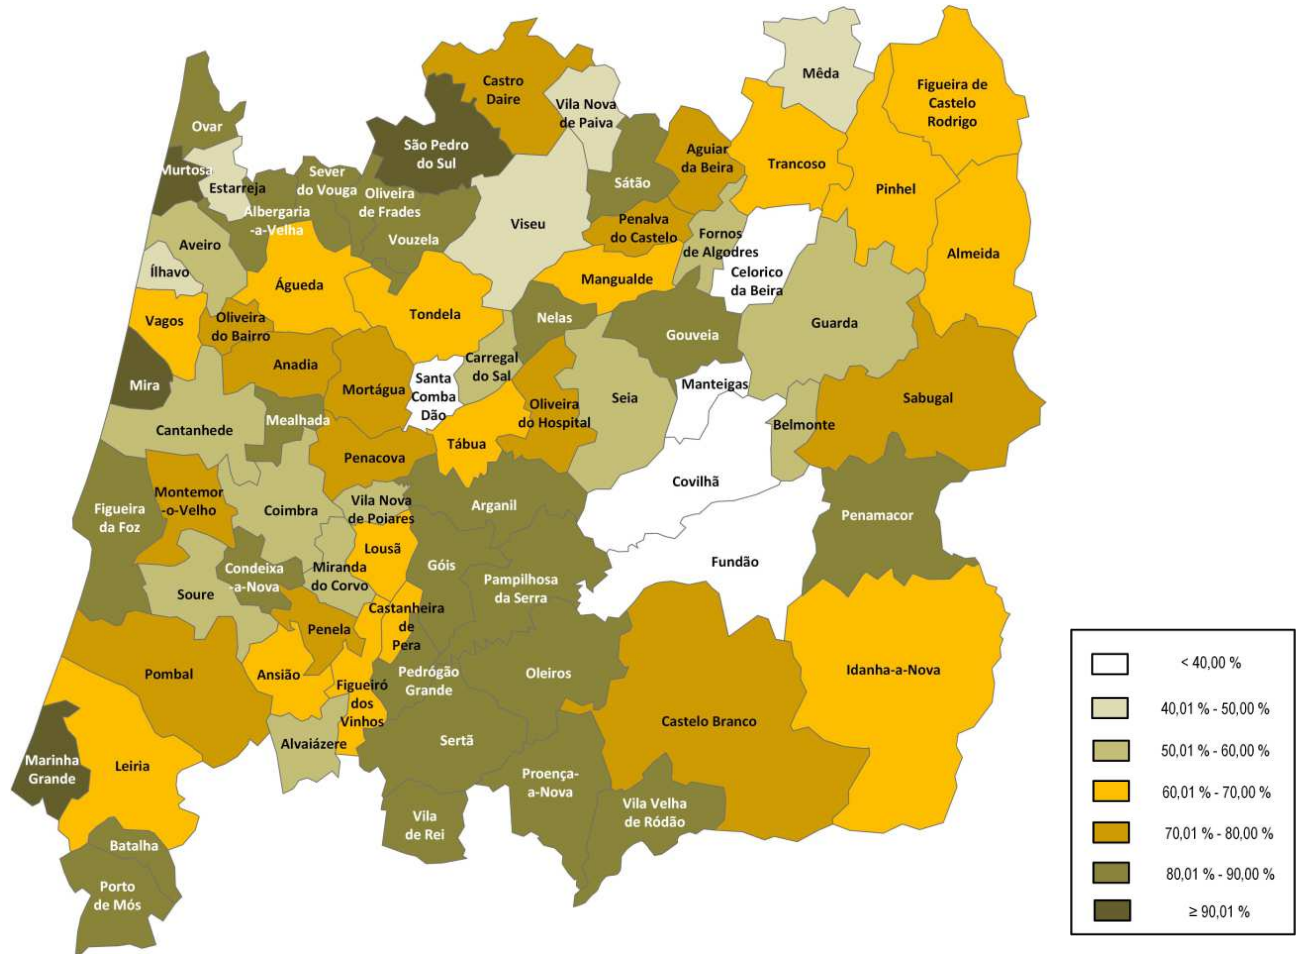 Castro
Daire
Mêda
Figueira de
Castelo
Rodrigo
Vila Nova
de Paiva
Ovar
São Pedro
do Sul
Aguiar
da Beira
Trancoso
Murtosa
Estarreja
Sever
do Vouga
Oliveira
de Frades
Sátão
Pinhel
Albergaria
-a-Velha
Viseu
Penalva
do Castelo
Fornos
de Algodres
Aveiro
Vouzela
Almeida
Ílhavo
Águeda
Mangualde
Celorico
da Beira
Vagos
Oliveira
do Bairro
Tondela
Nelas
Gouveia
Guarda
Anadia
Carregal
do Sal
Mira
Mortágua
Santa
Comba
Dão
Oliveira
do Hospital
Seia
Manteigas
Sabugal
Cantanhede
Mealhada
Tábua
Belmonte
Penacova
Covilhã
Figueira
da Foz
Montemor
-o-Velho
Coimbra
Vila Nova
de Poiares
Arganil
Penamacor
Lousã
Fundão
Condeixa
-a-Nova
Miranda
do Corvo
Góis
Pampilhosa
da Serra
Soure
Castanheira
de
Pera
Penela
Pombal
Ansião
Figueiró
dos
Vinhos
Pedrógão
Grande
Oleiros
Idanha-a-Nova
Castelo Branco
Alvaiázere
Sertã
Marinha
Grande
Leiria
Proença-
a-Nova
Vila
de Rei
Vila Velha
de Ródão
Batalha
Porto
de Mós
< 40,00 %
40,01 % - 50,00 %
50,01 % - 60,00 %
60,01 % - 70,00 %
70,01 % - 80,00 %
80,01 % - 90,00 %
≥ 90,01 %